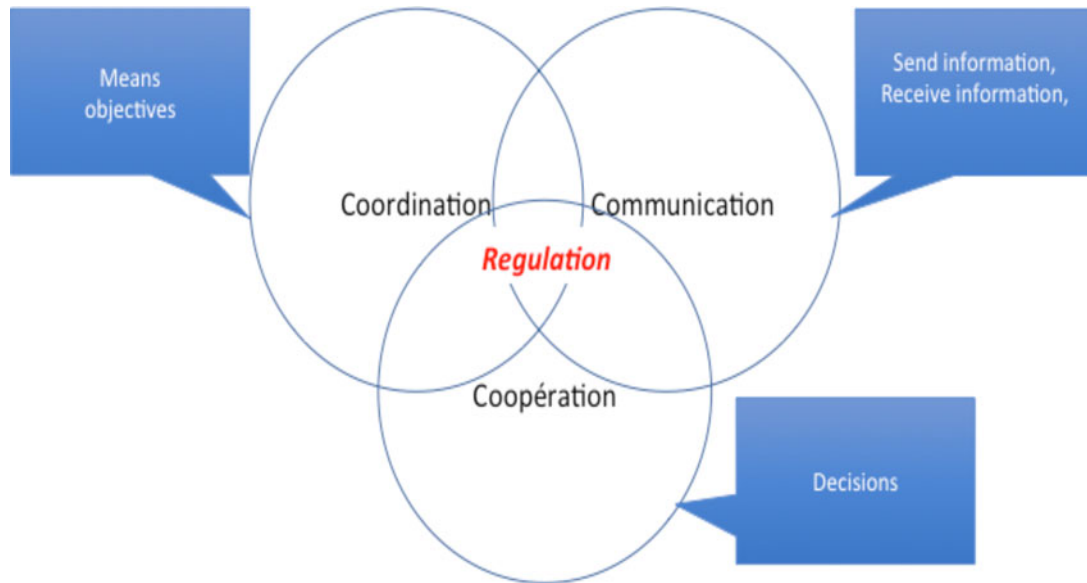 Means
objectives
Send information,
Receive information,
Coordination
Communication
Regulation
Coopération
Decisions